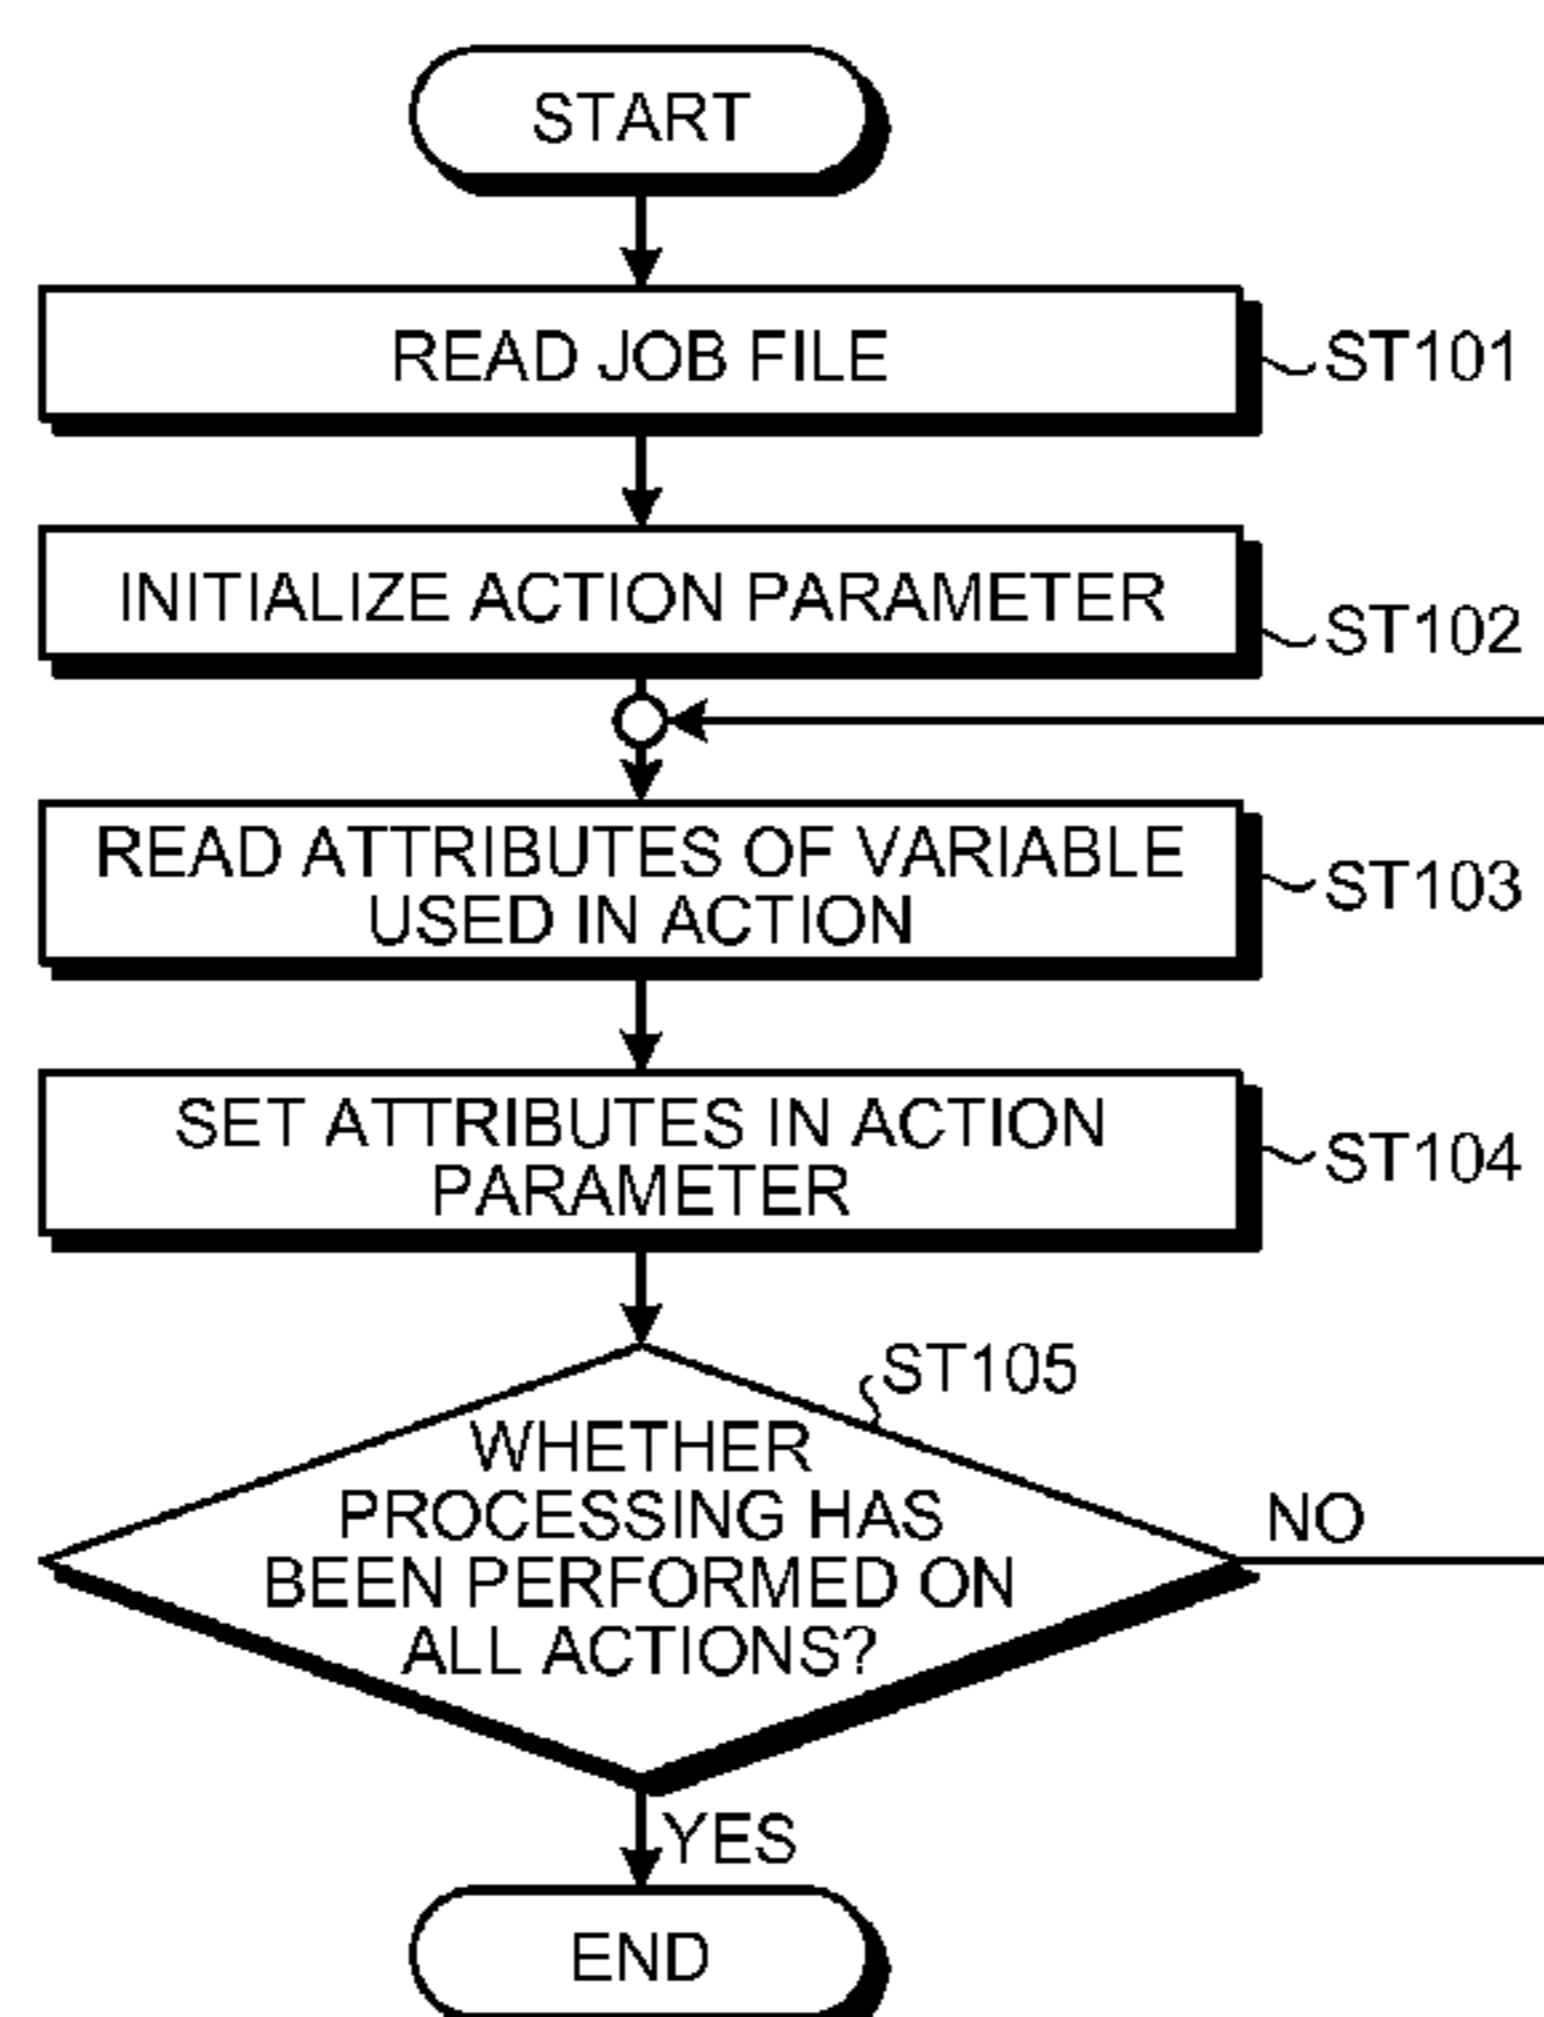 START
READ JOB FILE
ST101
INITIALIZE ACTION PARAMETER
ST102
READ ATTRIBUTES OF VARIABLE
USED IN ACTION
ST103
SET ATTRIBUTES IN ACTION
PARAMETER
ST104
ST105
WHETHER
PROCESSING HAS
BEEN PERFORMED ON
ALL ACTIONS?
NO
YES
END